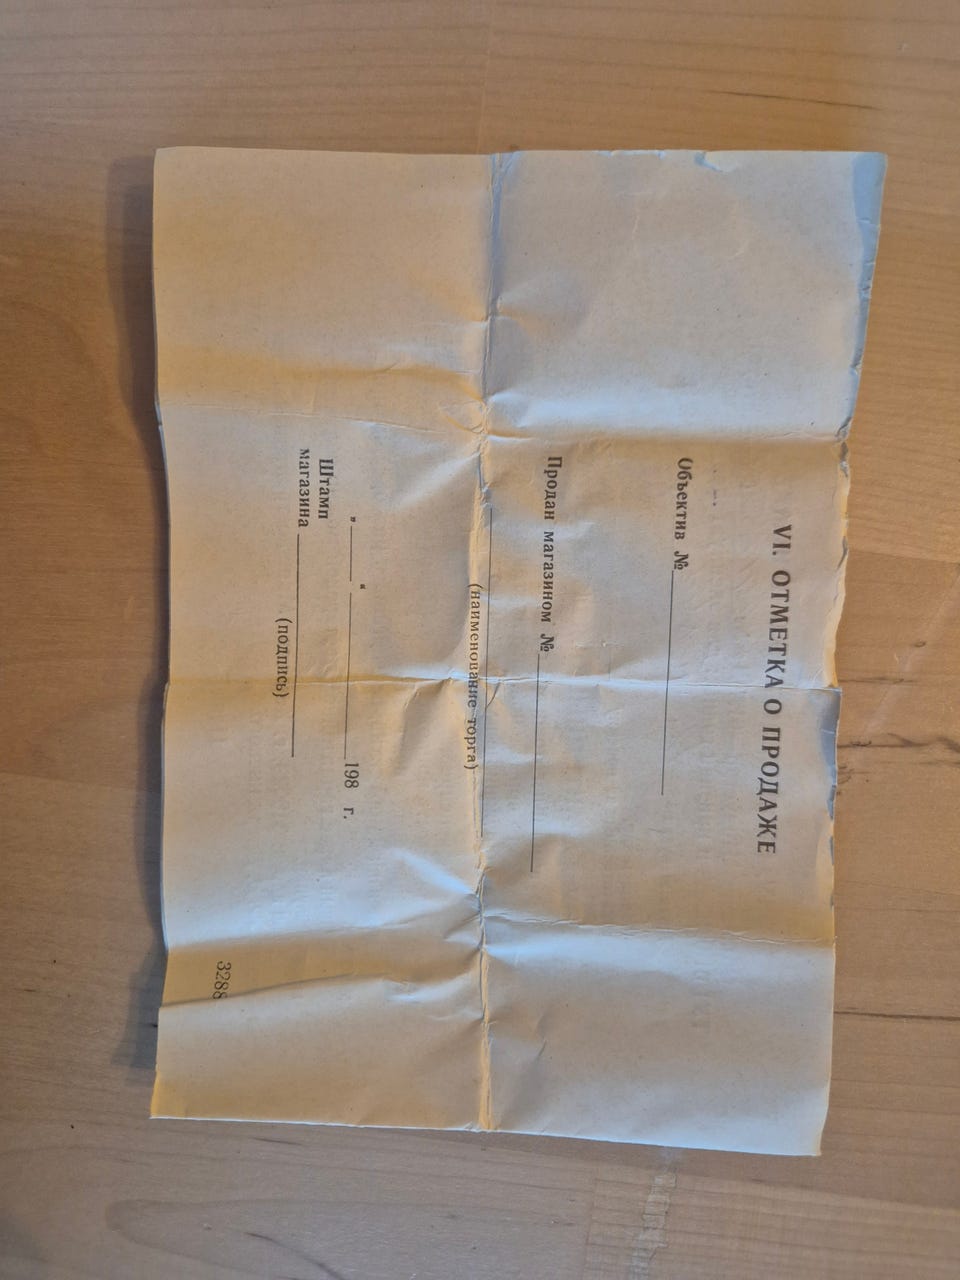 VI. ОТМЕТКА О ПРОДАЖЕ
Объектив №
Продан магазином №
(наименование торга)
„ “ 198 г.
Штамп
магазина
(подпись)
3288